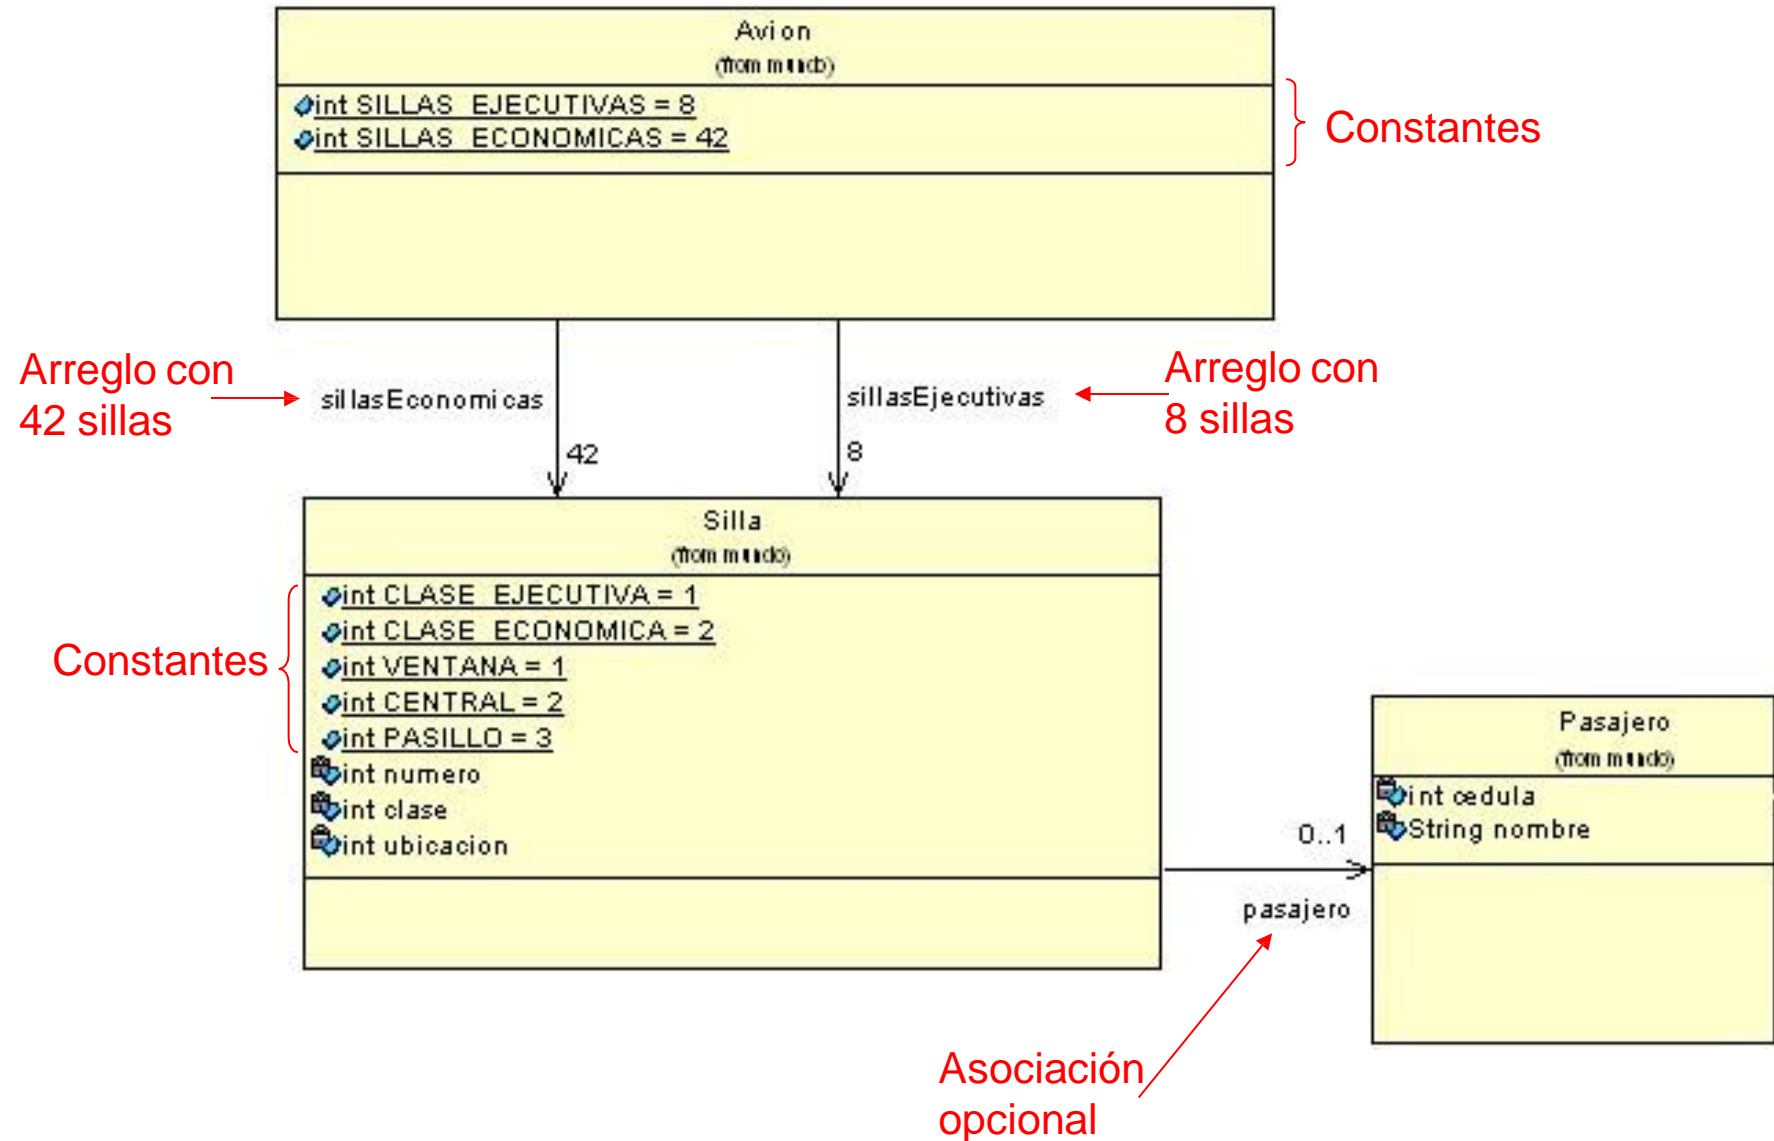 Avion
(from mundo)
int SILLAS_EJECUTIVAS = 8
int SILLAS_ECONOMICAS = 42
Constantes
Arreglo con
42 sillas
sillasEconomicas
sillasEjecutivas
Arreglo con
8 sillas
42
8
Silla
(from mundo)
Constantes
int CLASE_EJECUTIVA = 1
int CLASE_ECONOMICA = 2
int VENTANA = 1
int CENTRAL = 2
int PASILLO = 3
int numero
int clase
int ubicacion
Pasajero
(from mundo)
int cedula
String nombre
0..1
pasajero
Asociación
opcional